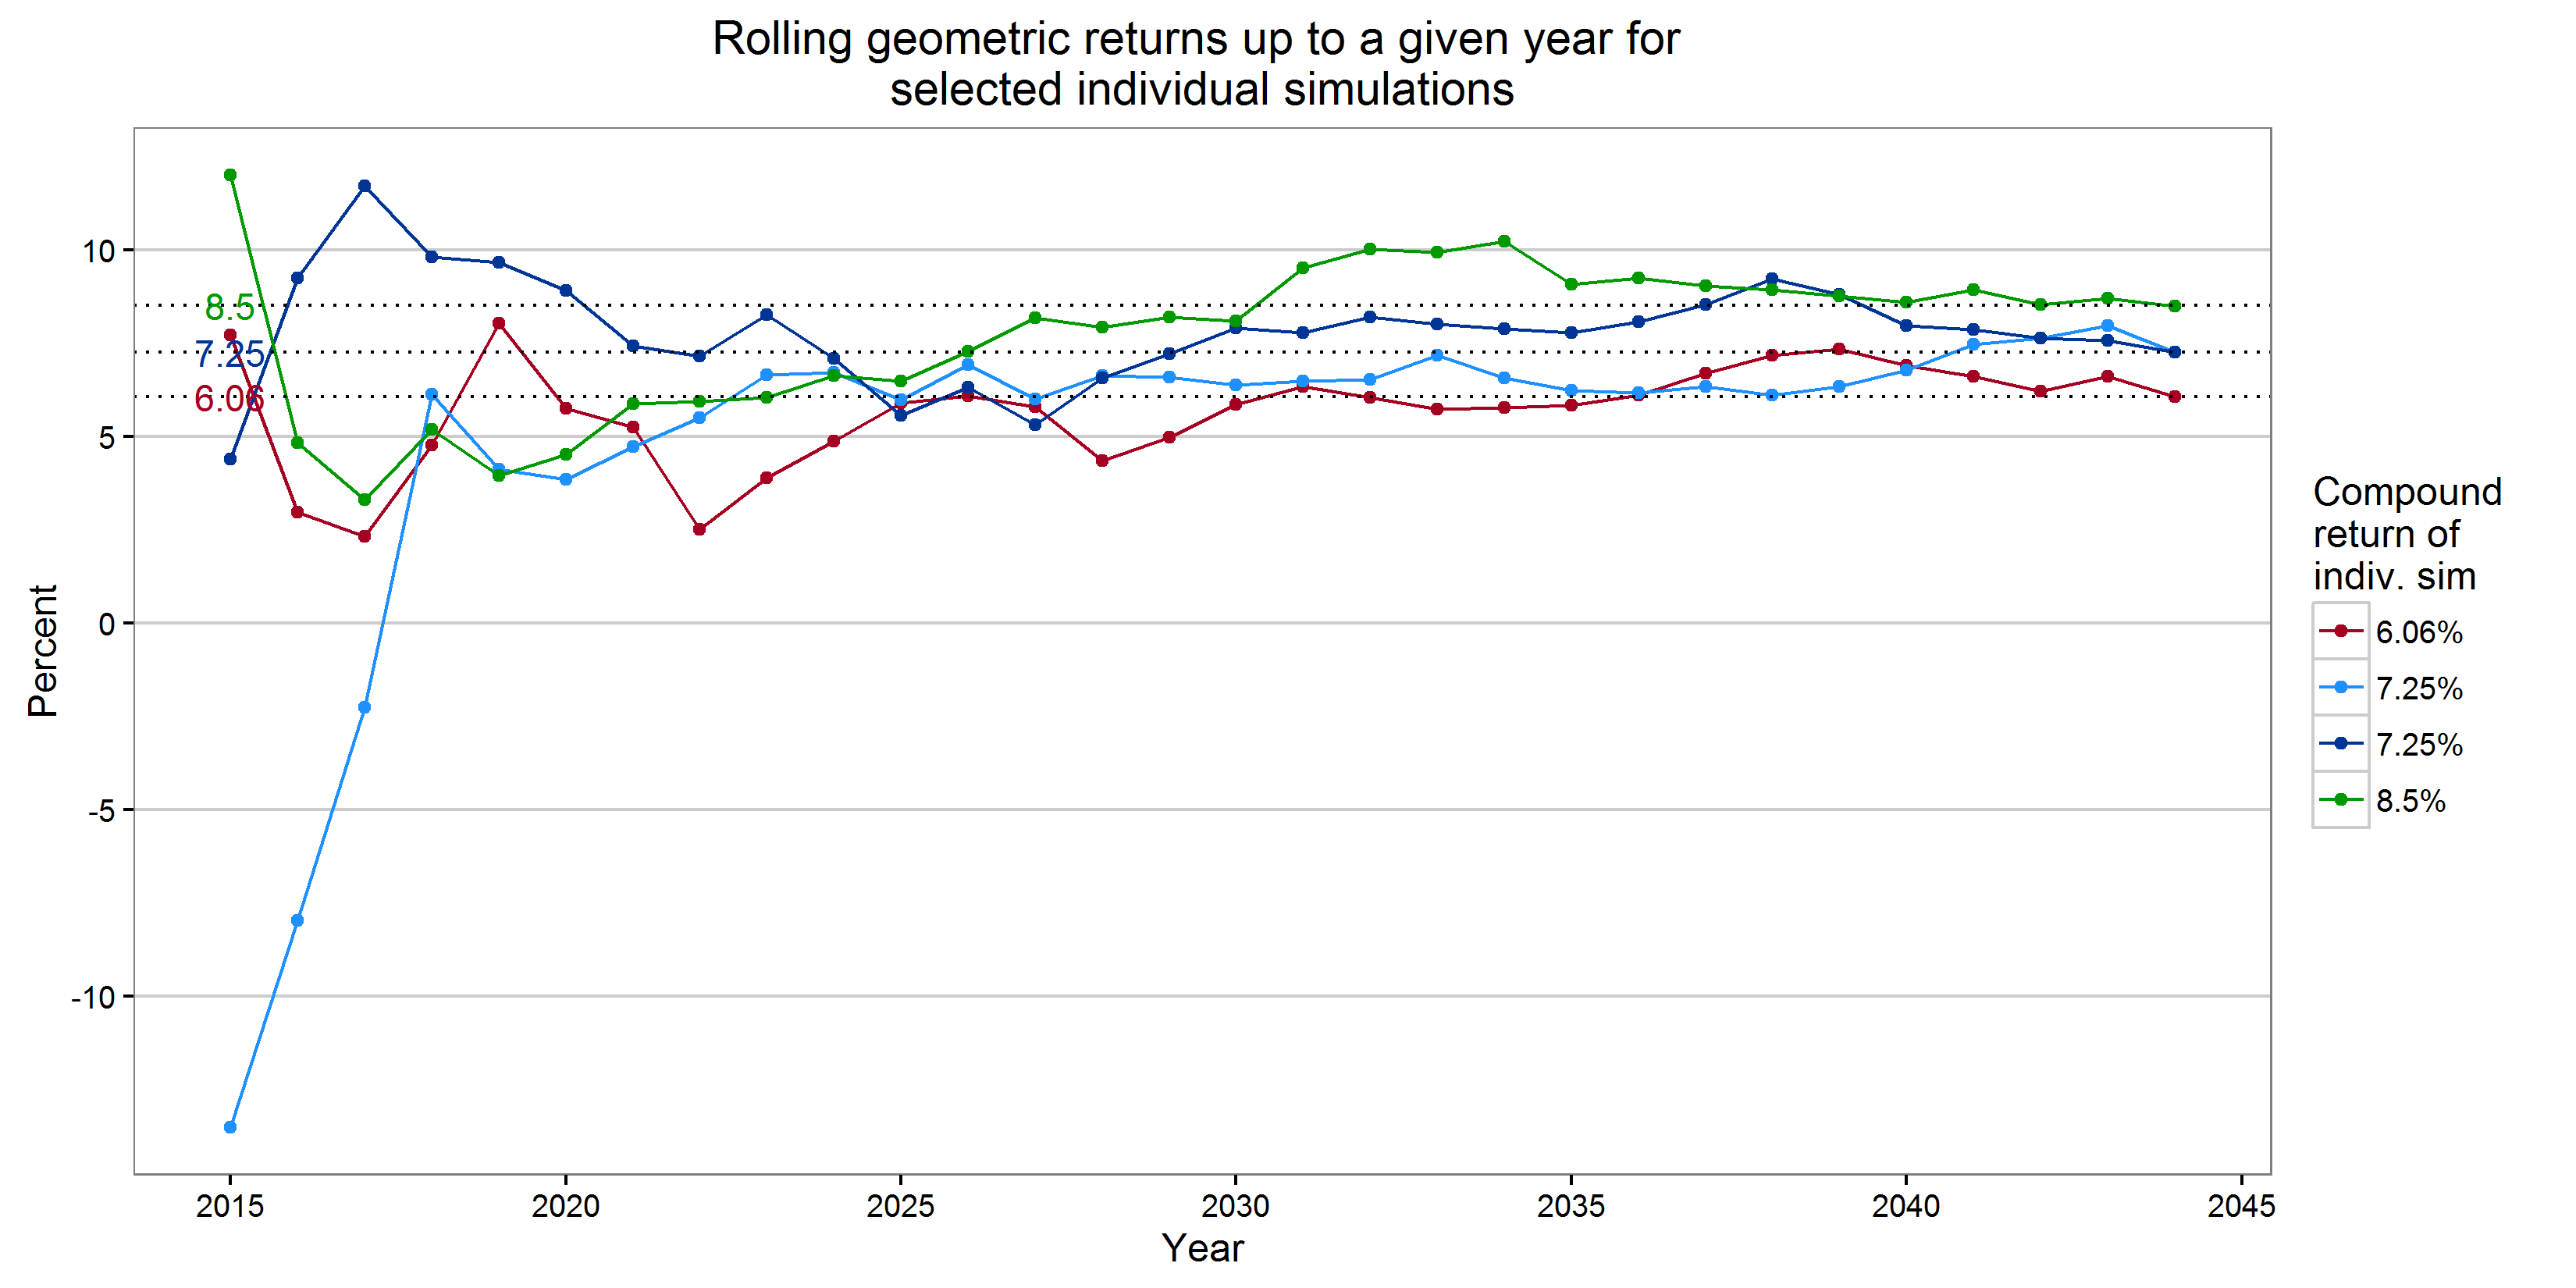 Rolling geometric returns up to a given year for
selected individual simulations
10
5
0
-5
-10
Percent
8.5
7.25
6.06
2015 2020 2025 2030 2035 2040 2045
Year
Compound
return of
indiv. sim
6.06%
7.25%
7.25%
8.5%